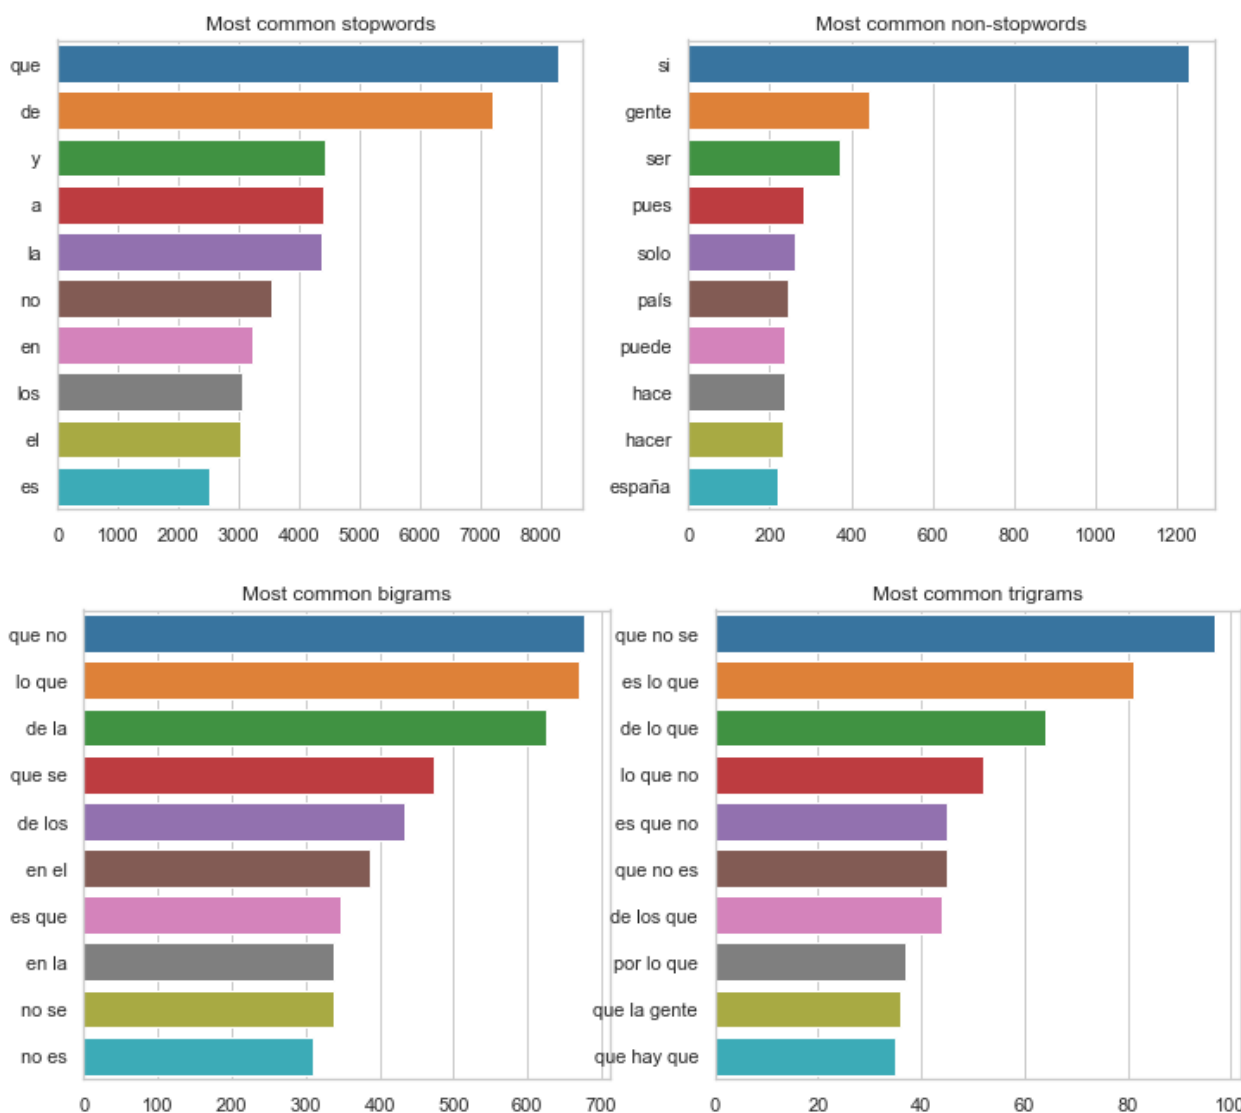 Most common stopwords
que
de
y
a
la
no
en
los
el
es
0 1000 2000 3000 4000 5000 6000 7000 8000
Most common non-stopwords
si
gente
ser
pues
solo
país
puede
hace
hacer
españa
0 200 400 600 800 1000 1200
Most common bigrams
que no
lo que
de la
que se
de los
en el
es que
en la
no se
no es
0 100 200 300 400 500 600 700
Most common trigrams
que no se
es lo que
de lo que
lo que no
es que no
que no es
de los que
por lo que
que la gente
que hay que
0 20 40 60 80 100